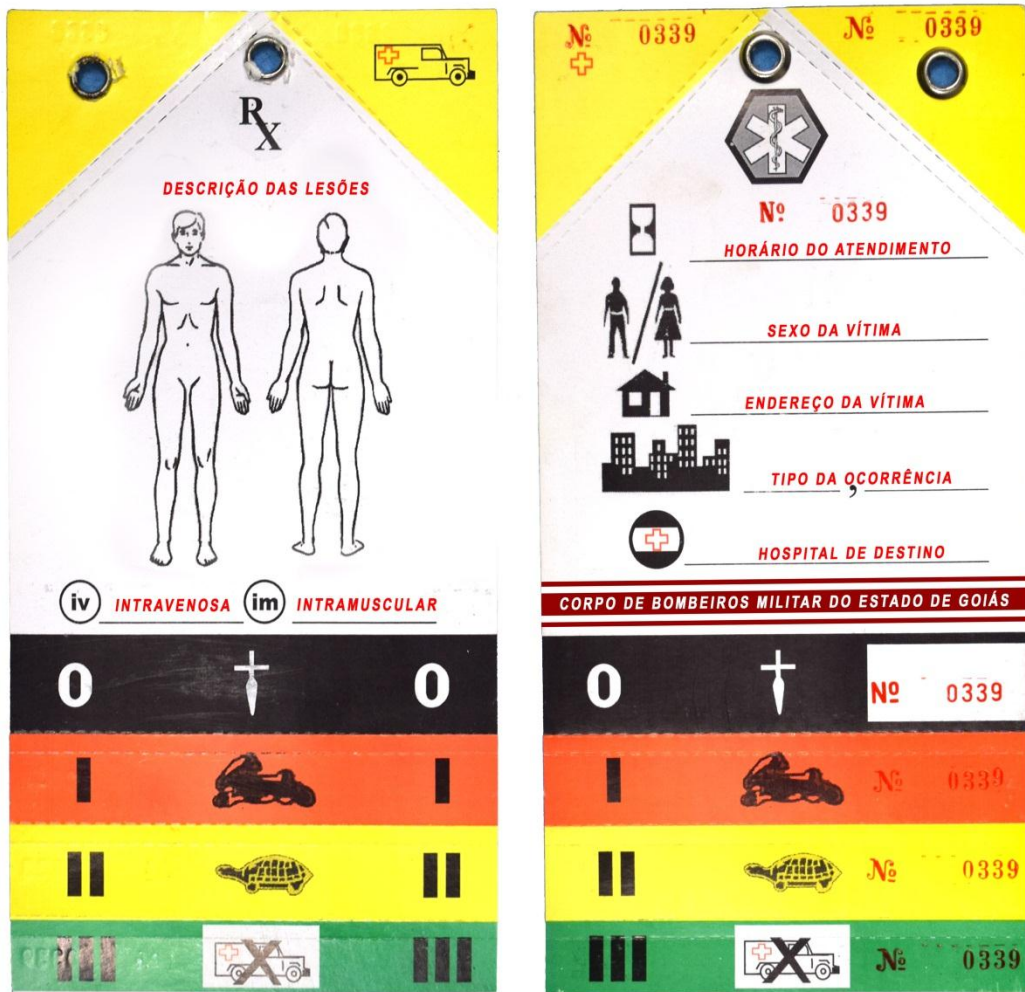 RX
DESCRIÇÃO DAS LESÕES
iv INTRAVENOSA im INTRAMUSCULAR
0 0
I I
II II
III III
Nº 0339 Nº 0339
Nº 0339
HORÁRIO DO ATENDIMENTO
SEXO DA VÍTIMA
ENDEREÇO DA VÍTIMA
TIPO DA OCORRÊNCIA
,
HOSPITAL DE DESTINO
CORPO DE BOMBEIROS MILITAR DO ESTADO DE GOIÁS
0 Nº 0339
I Nº 0339
II Nº 0339
III X Nº 0339